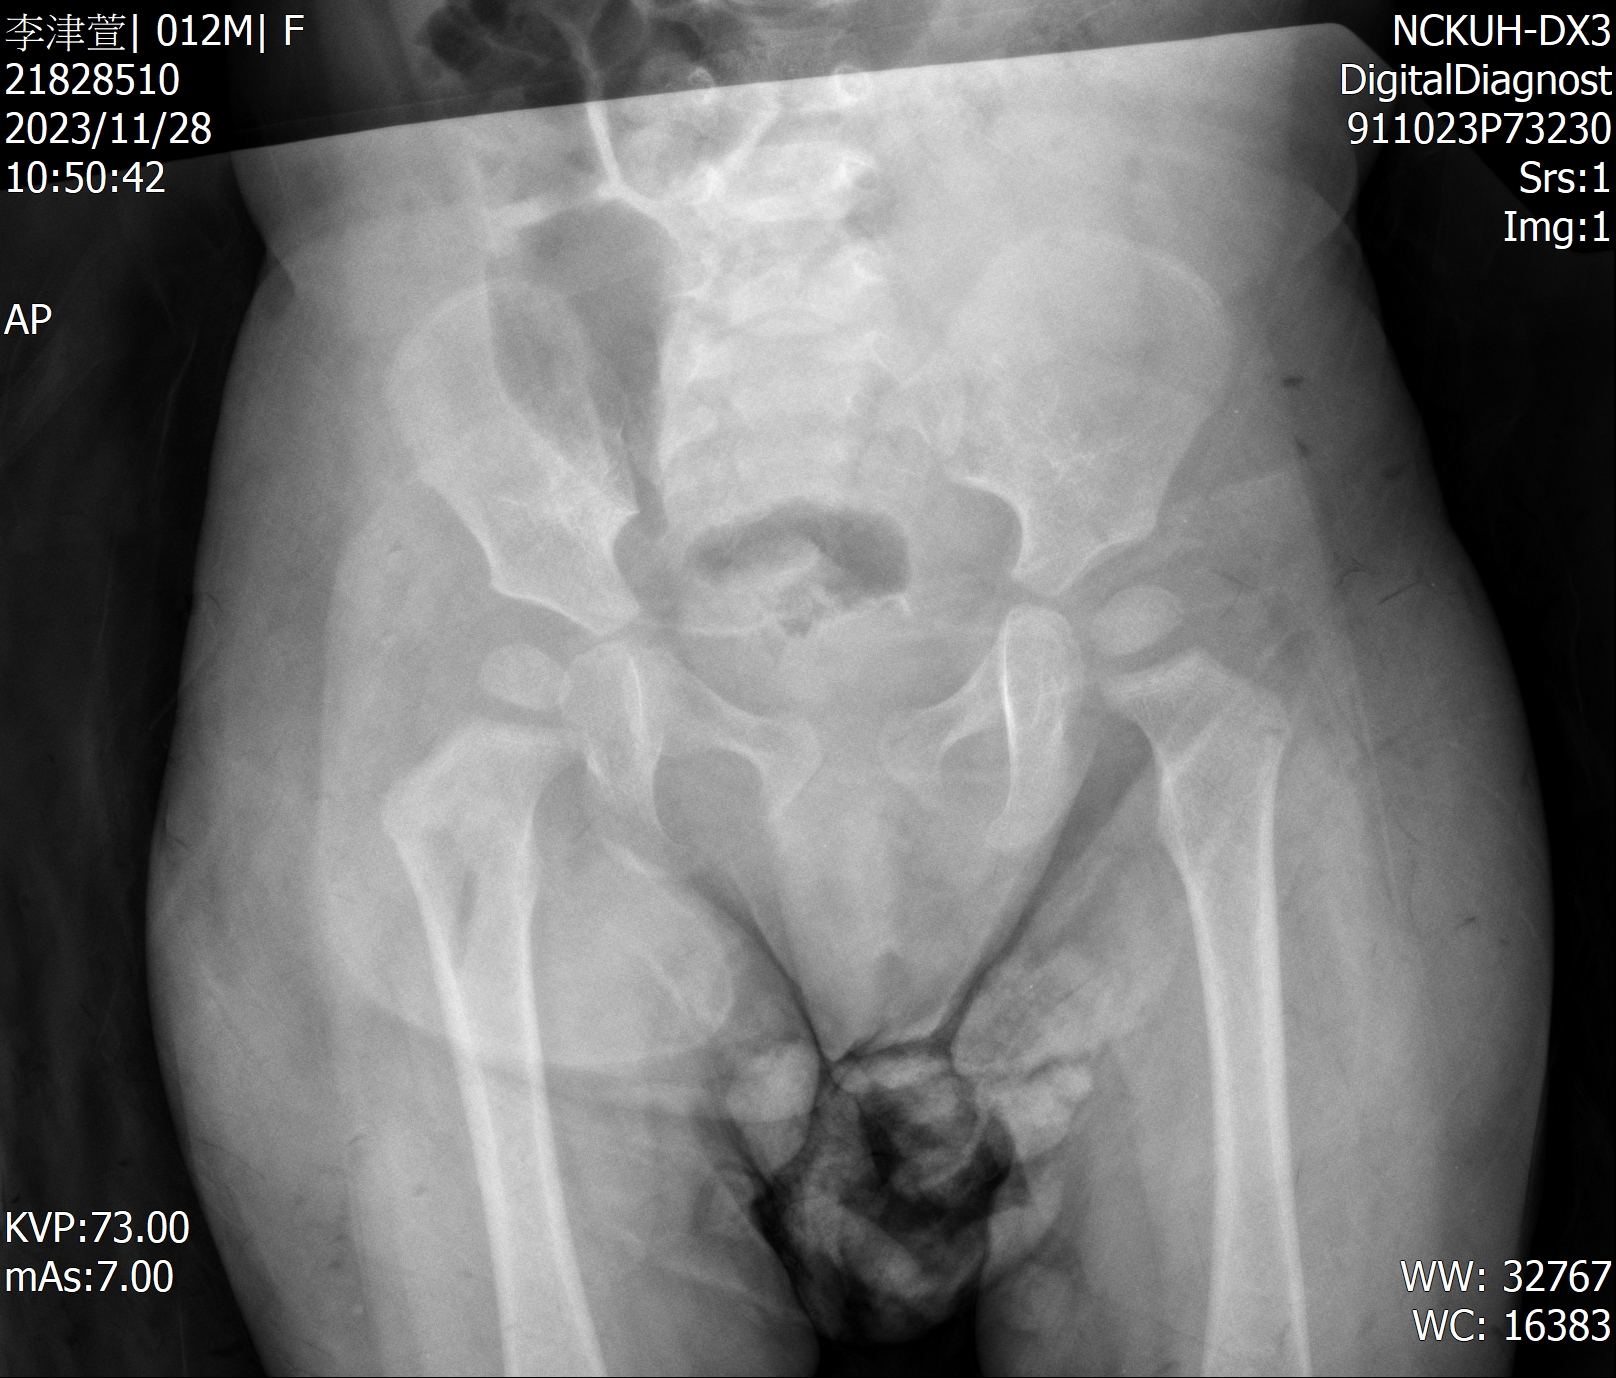 李津萱| 012M| F
21828510
2023/11/28
10:50:42
AP
NCKUH-DX3
DigitalDiagnost
911023P73230
Srs:1
Img:1
KVP:73.00
mAs:7.00
WW: 32767
WC: 16383